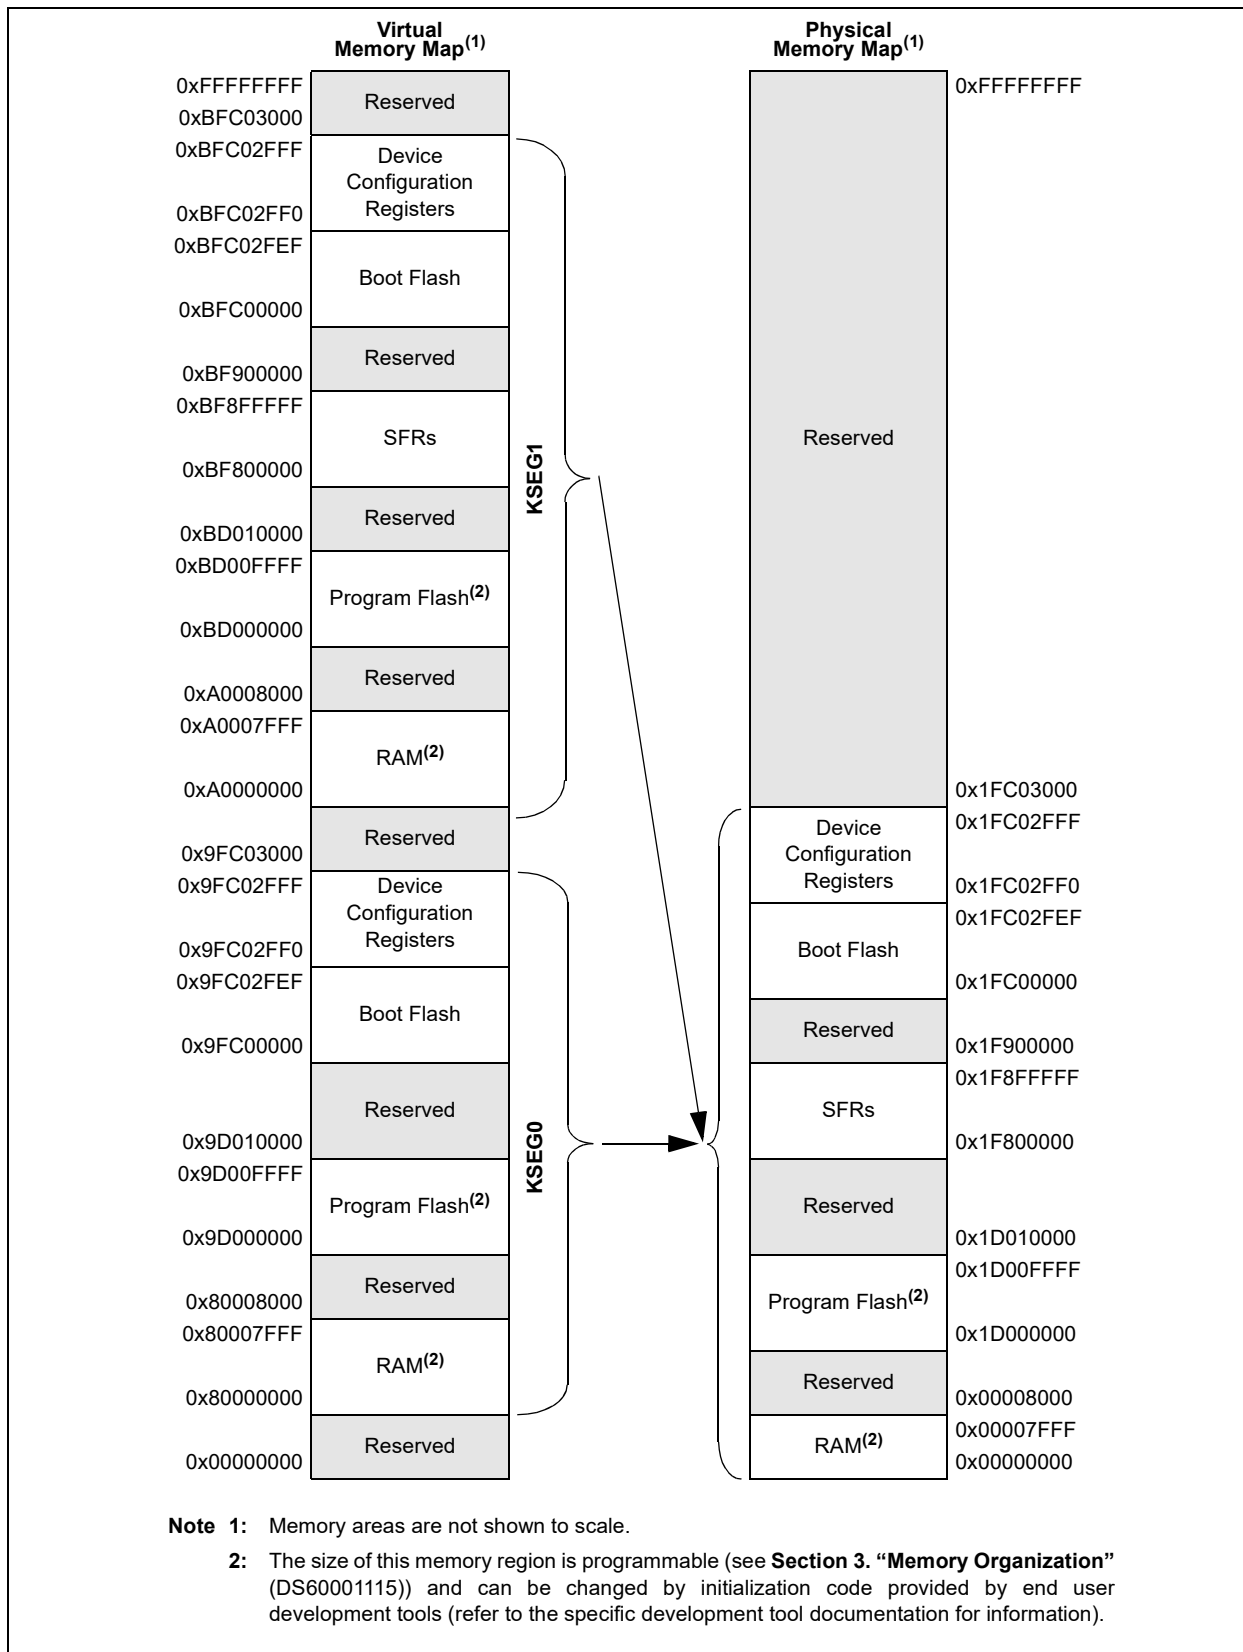 Virtual
Memory Map(1)
0xFFFFFFFF
Reserved
0xBFC03000
0xBFC02FFF
Device
Configuration
Registers
0xBFC02FF0
0xBFC02FEF
Boot Flash
0xBFC00000
Reserved
0xBF900000
0xBF8FFFFF
SFRs
0xBF800000
Reserved
0xBD010000
0xBD00FFFF
Program Flash(2)
0xBD000000
Reserved
0xA0008000
0xA0007FFF
RAM(2)
0xA0000000
Reserved
0x9FC03000
0x9FC02FFF
Device
Configuration
Registers
0x9FC02FF0
0x9FC02FEF
Boot Flash
0x9FC00000
Reserved
0x9D010000
0x9D00FFFF
Program Flash(2)
0x9D000000
Reserved
0x80008000
0x80007FFF
RAM(2)
0x80000000
Reserved
0x00000000
KSEG1
KSEG0
Physical
Memory Map(1)
0xFFFFFFFF
Reserved
0x1FC03000
0x1FC02FFF
Device
Configuration
Registers
0x1FC02FF0
0x1FC02FEF
Boot Flash
0x1FC00000
Reserved
0x1F900000
0x1F8FFFFF
SFRs
0x1F800000
Reserved
0x1D010000
0x1D00FFFF
Program Flash(2)
0x1D000000
Reserved
0x00008000
0x00007FFF
RAM(2)
0x00000000
Note 1: Memory areas are not shown to scale.
2: The size of this memory region is programmable (see Section 3. “Memory Organization”
(DS60001115)) and can be changed by initialization code provided by end user
development tools (refer to the specific development tool documentation for information).